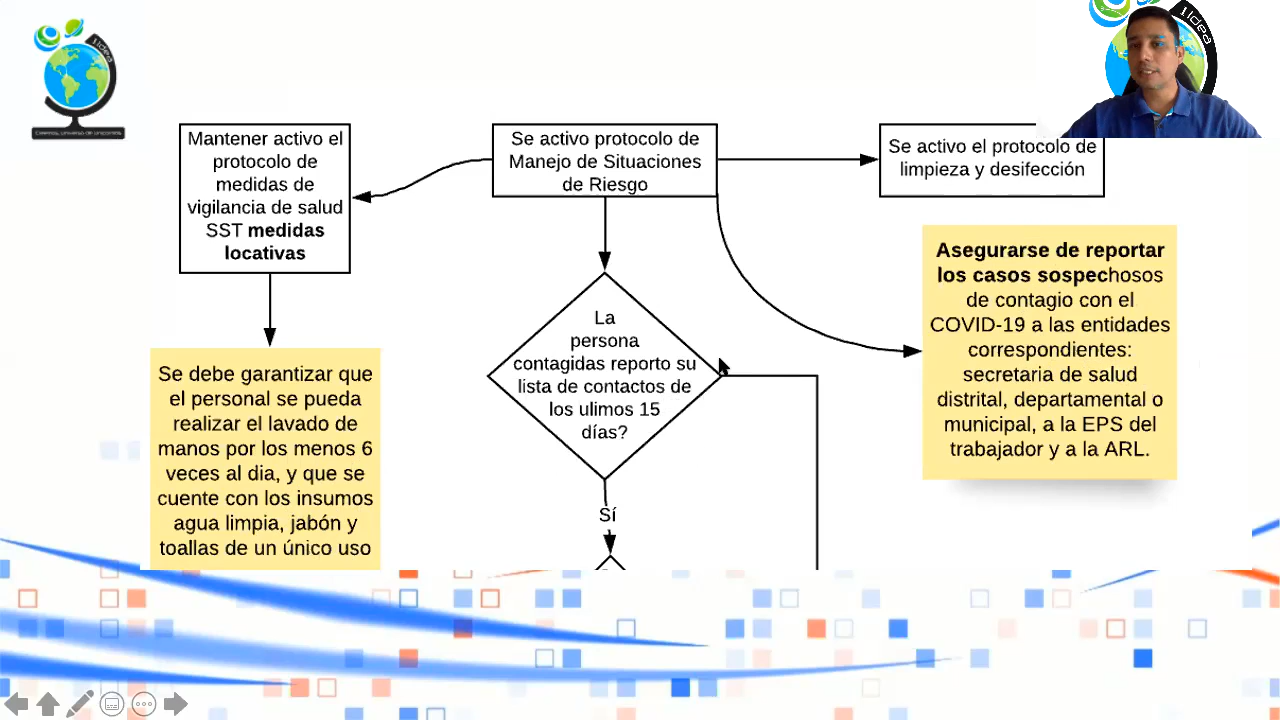 1Idea
Mantener activo el
protocolo de
medidas de
vigilancia de salud
SST medidas
locativas
Se activo protocolo de
Manejo de Situaciones
de Riesgo
Se activo el protocolo de
limpieza y desifección
Asegurarse de reportar
los casos sospechosos
de contagio con el
COVID-19 a las entidades
correspondientes:
secretaria de salud
distrital, departamental o
municipal, a la EPS del
trabajador y a la ARL.
La
persona
contagidas reporto su
lista de contactos de
los ulimos 15
días?
Sí
Se debe garantizar que
el personal se pueda
realizar el lavado de
manos por los menos 6
veces al dia, y que se
cuente con los insumos
agua limpia, jabón y
toallas de un único uso